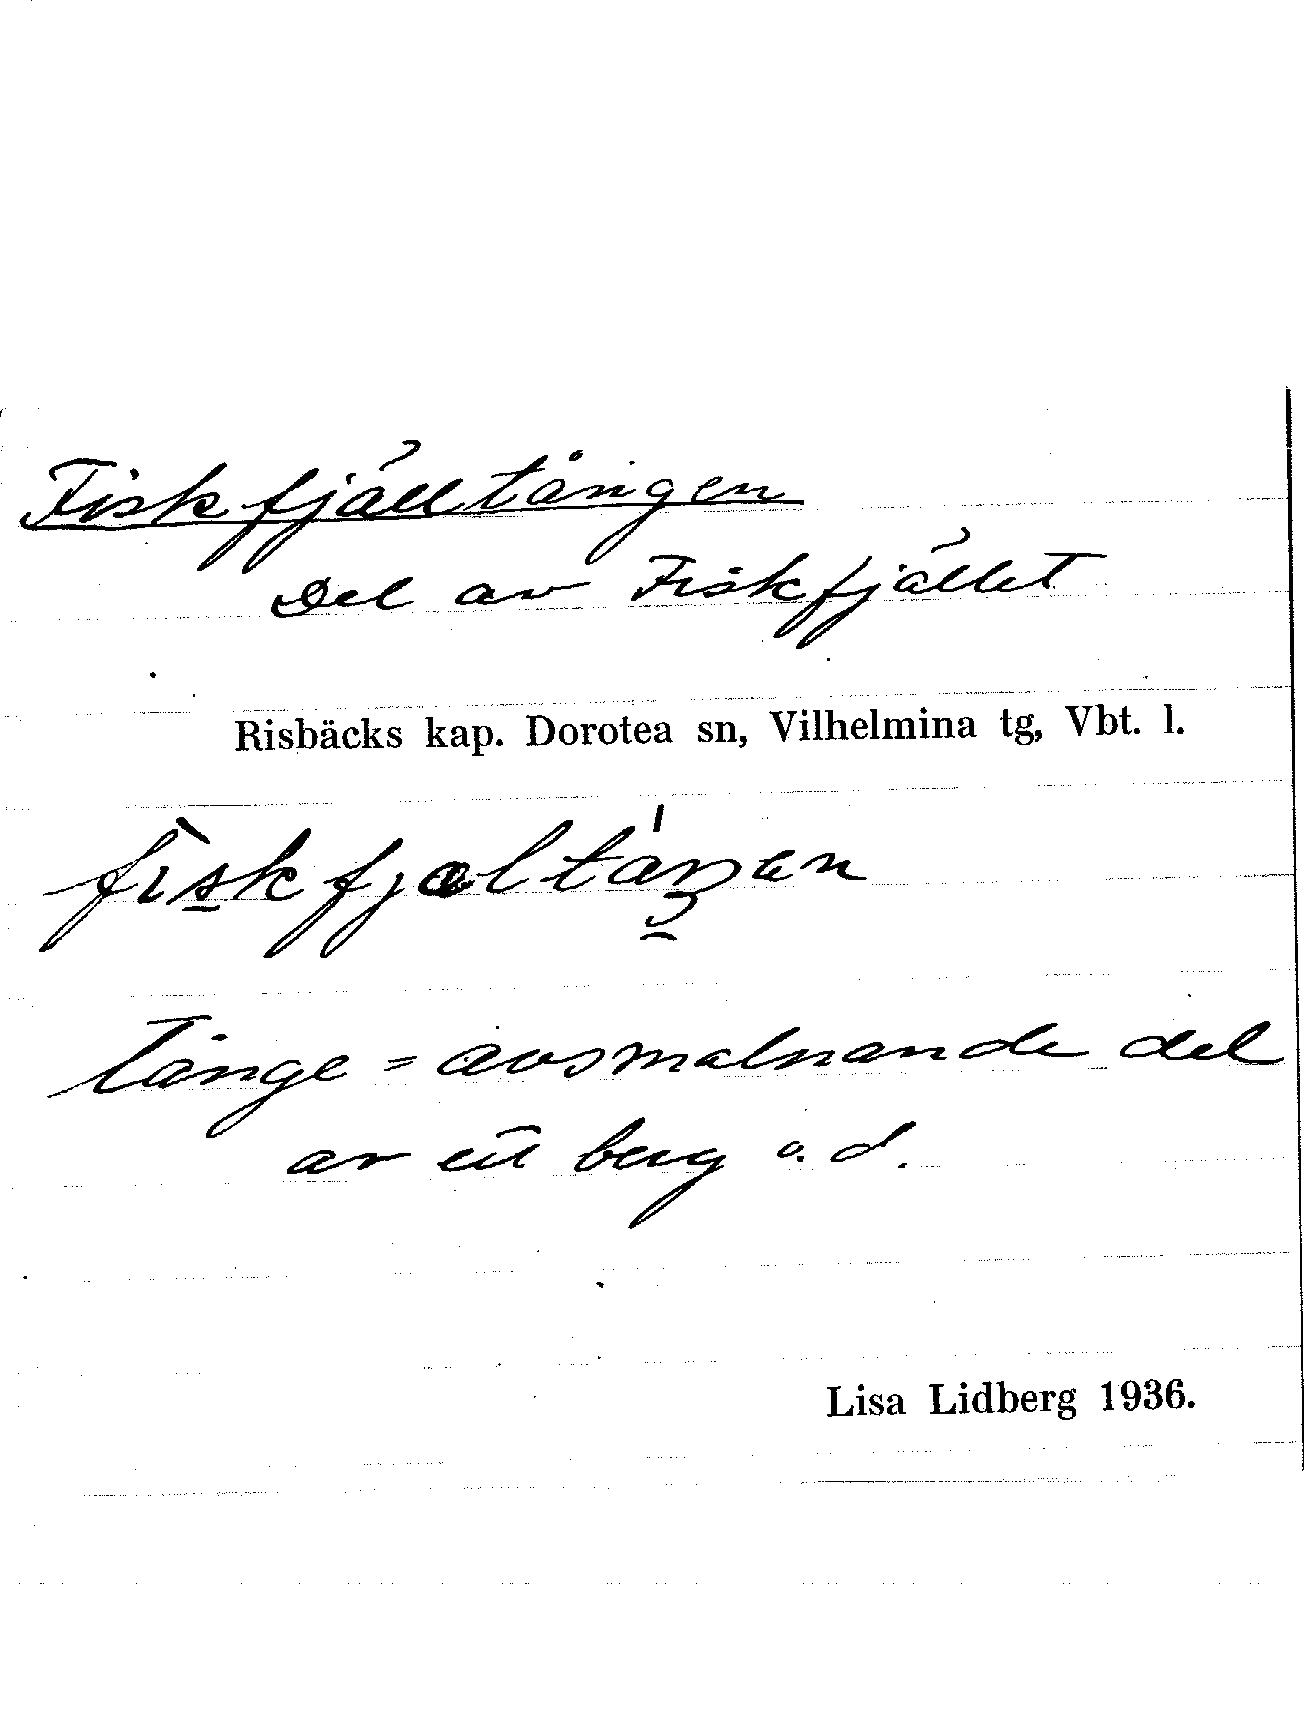 Fiskfjälltången
Del av Fiskfjället
Risbäcks kap. Dorotea sn, Vilhelmina tg, Vbt. l.
Tånge = avsmalnande del
av ett berg o. d.
Lisa Lidberg 1936.